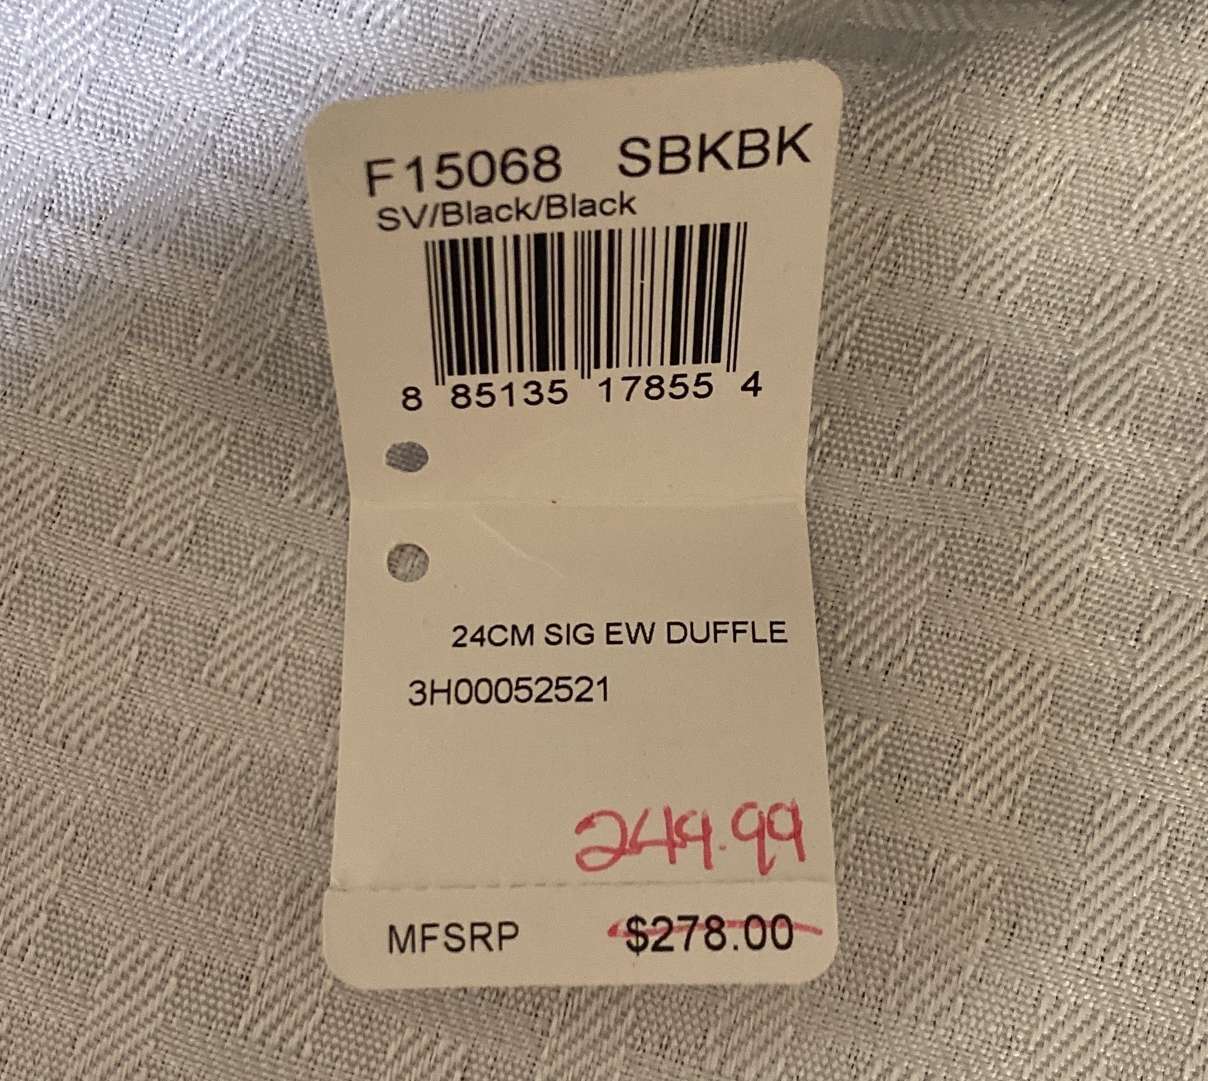 F15068 SBKBK
SV/Black/Black
8 85135 17855 4
24CM SIG EW DUFFLE
3H00052521
249.99
MFSRP $278.00